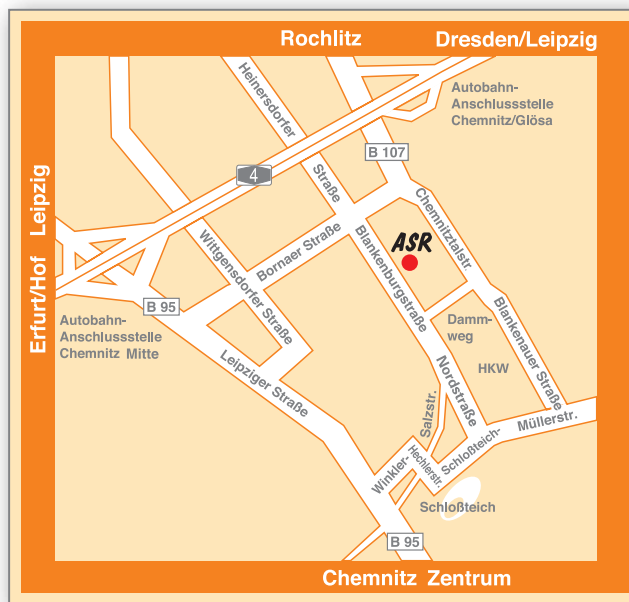 Rochlitz
Dresden/Leipzig
Heinersdorfer
Straße
Autobahn-
Anschlussstelle
Chemnitz/Glösa
B 107
4
Erfurt/Hof Leipzig
Wittgensdorfer Straße
Bornaer Straße
Blankenburgstraße
ASR
Chemnitztalstr.
B 95
Autobahn-
Anschlussstelle
Chemnitz Mitte
Leipziger Straße
Damm-
weg
Blankenauer Straße
HKW
Nordstraße
Salzstr.
Müllerstr.
Schloßteich-
Winkler-
Hechlerstr.
Schloßteich
B 95
Chemnitz Zentrum